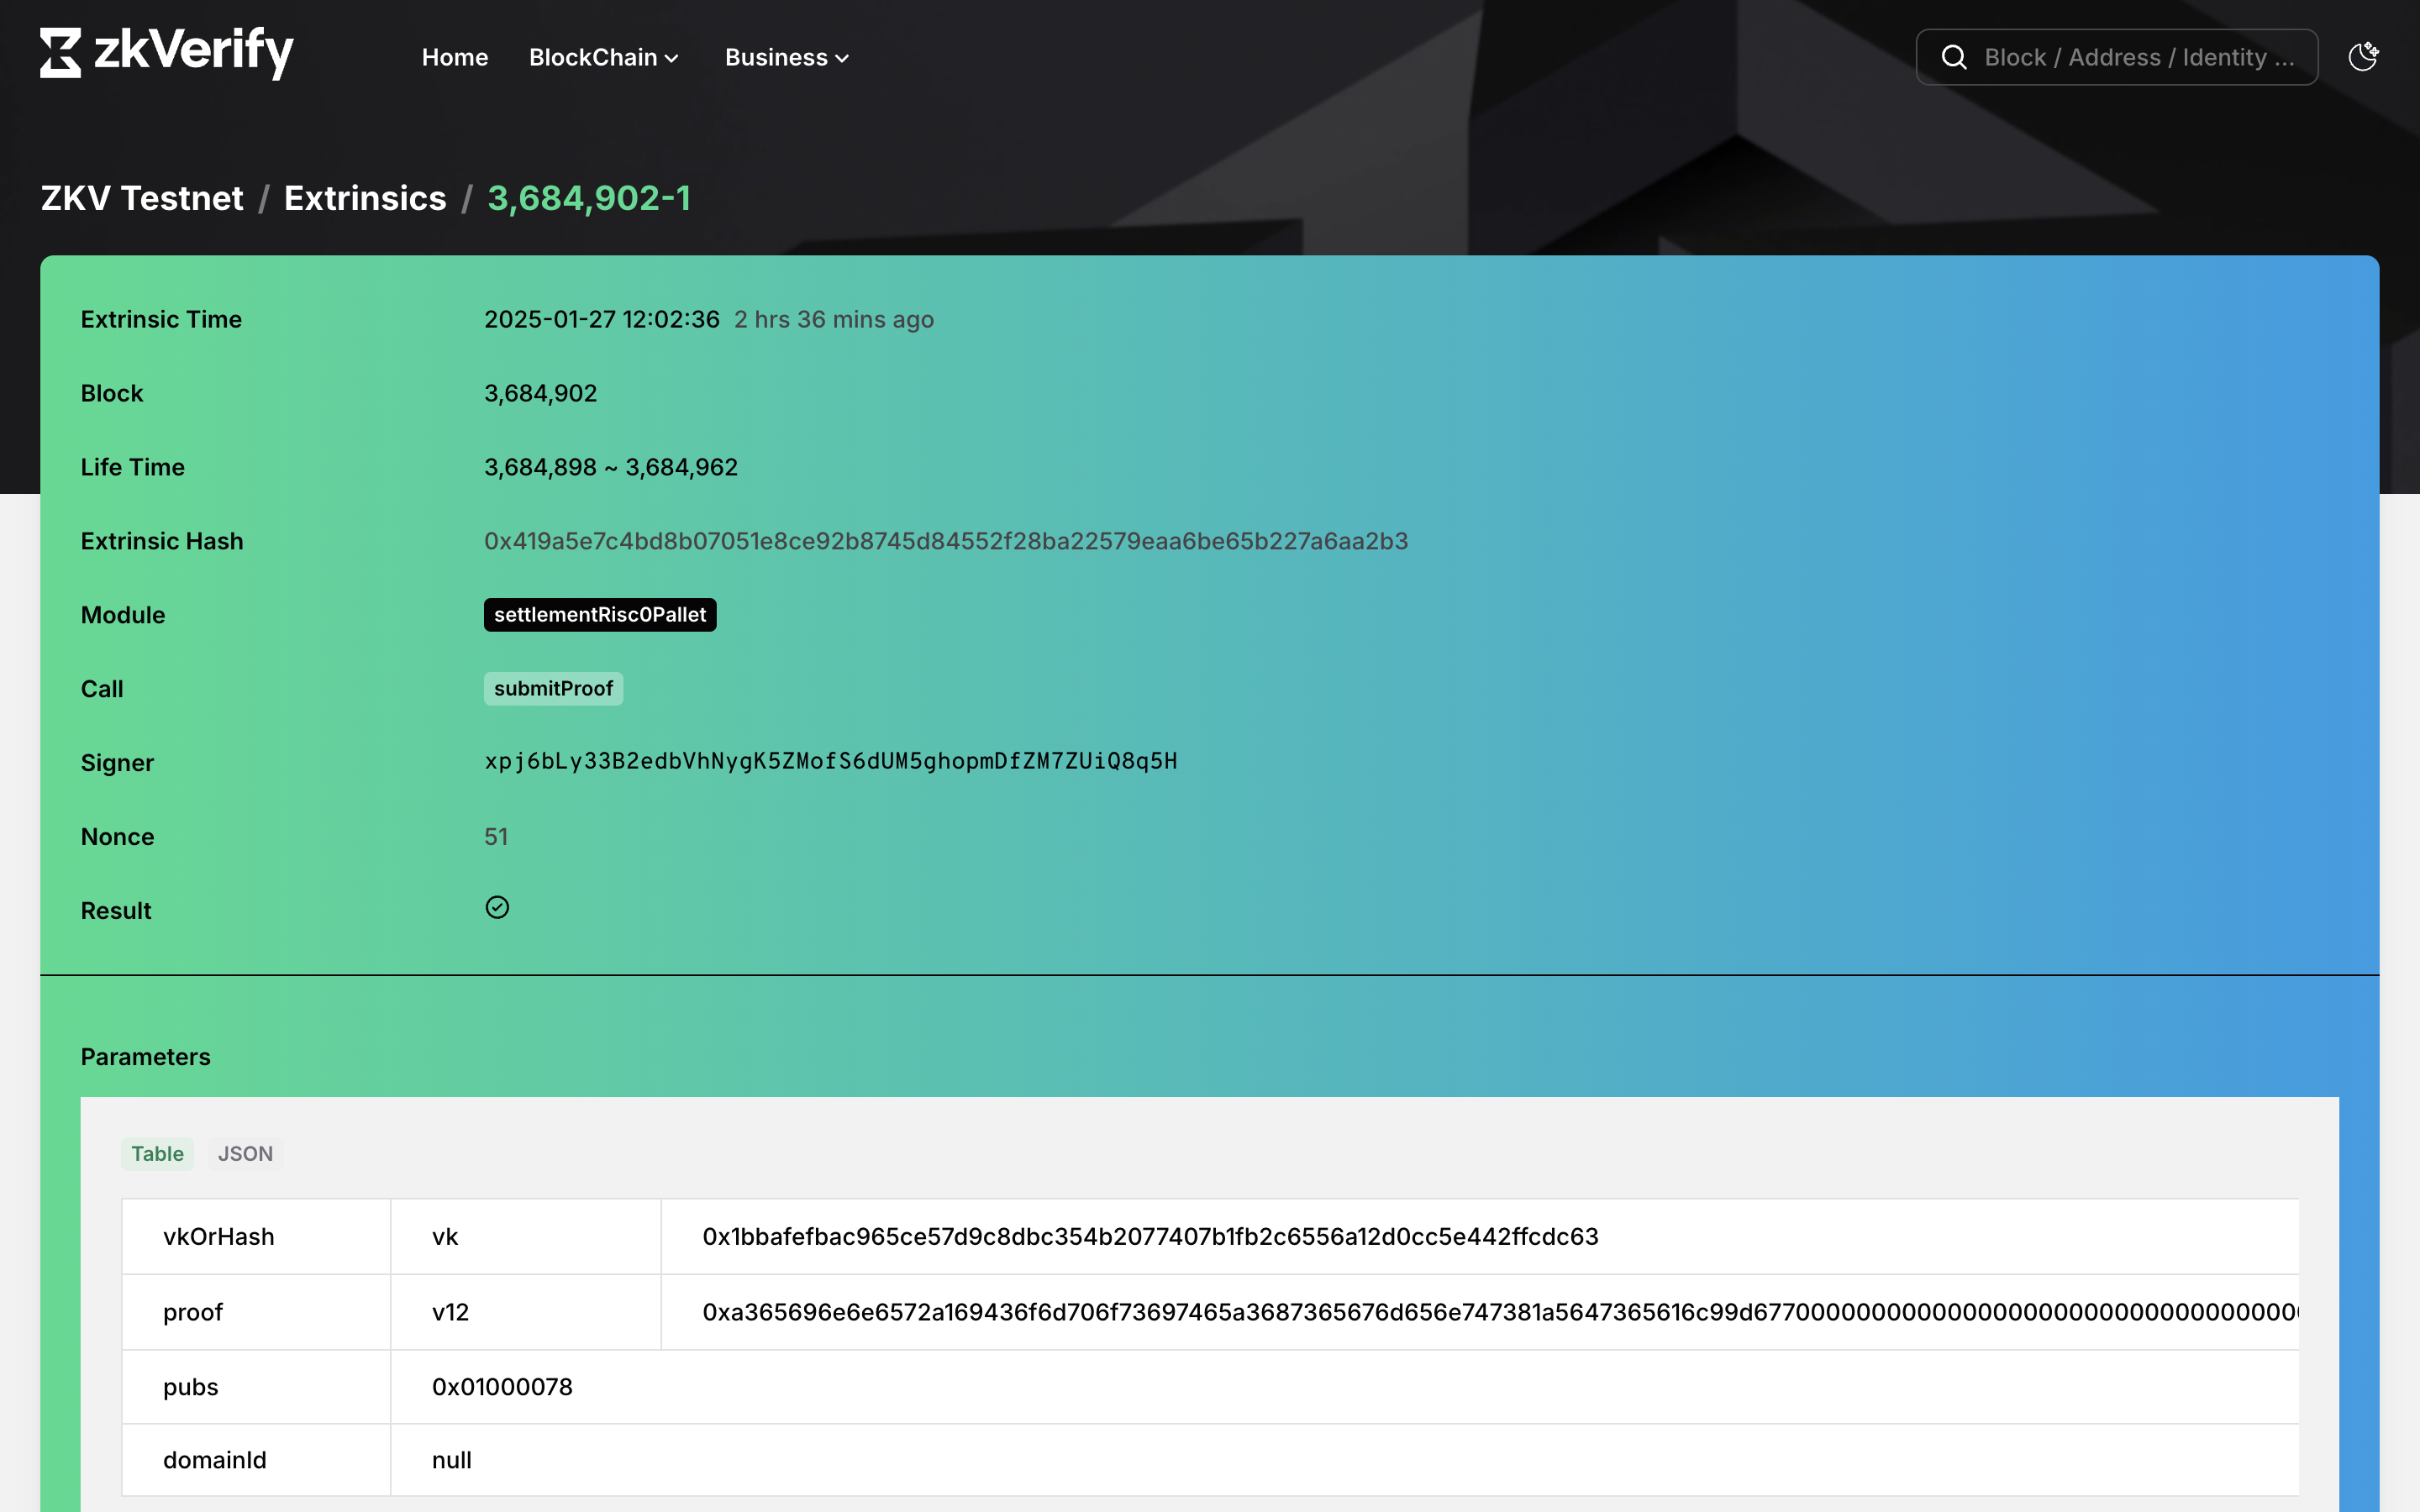 zkVerify Home BlockChain Business Block / Address / Identity ...
ZKV Testnet / Extrinsics / 3,684,902-1
Extrinsic Time 2025-01-27 12:02:36 2 hrs 36 mins ago
Block 3,684,902
Life Time 3,684,898 ~ 3,684,962
Extrinsic Hash 0x419a5e7c4bd8b07051e8ce92b8745d84552f28ba22579eaa6be65b227a6aa2b3
Module settlementRisc0Pallet
Call submitProof
Signer xpj6bLy33B2edbVhNygK5ZMofS6dUM5ghopmDfZM7ZUiQ8q5H
Nonce 51
Result
Parameters
Table JSON
vkOrHash vk 0x1bbafefbac965ce57d9c8dbc354b2077407b1fb2c6556a12d0cc5e442ffcdc63
proof v12
pubs 0x01000078
domainId null